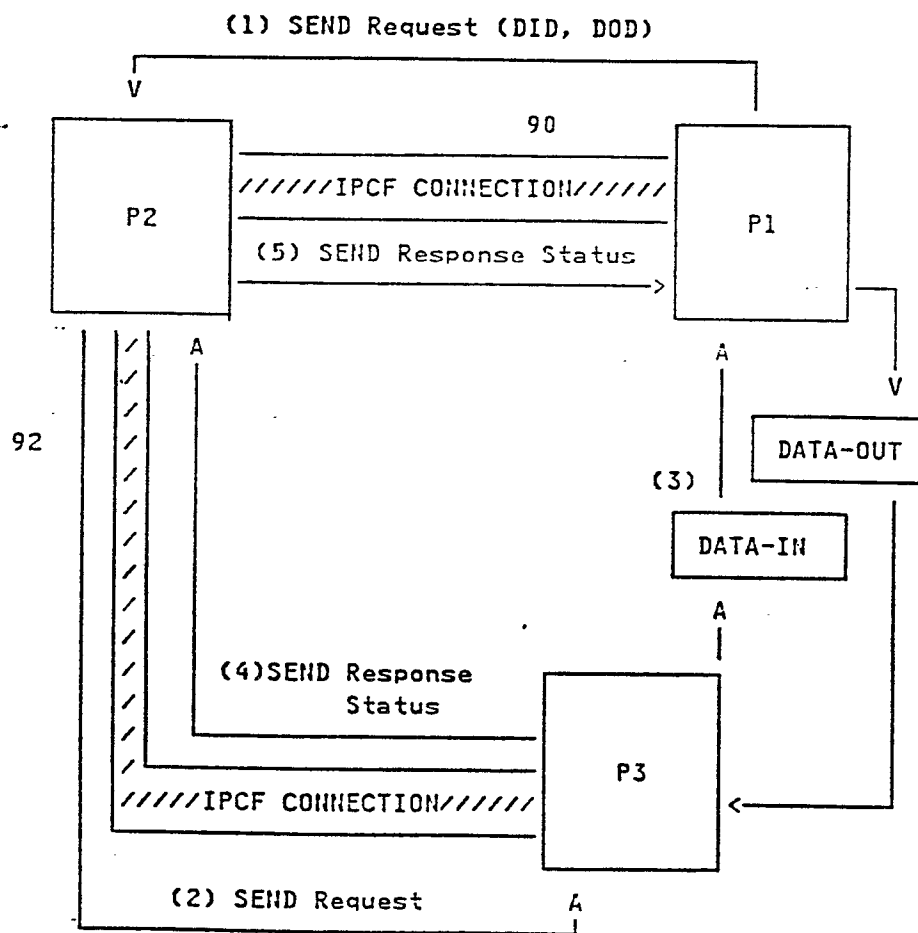 (1) SEND Request (DID, DOD)
V
90
//////IPCF CONNECTION//////
P2
P1
(5) SEND Response Status
>
A
A
V
92
DATA-OUT
(3)
DATA-IN
A
(4)SEND Response
Status
P3
/////IPCF CONNECTION//////
<
(2) SEND Request
A